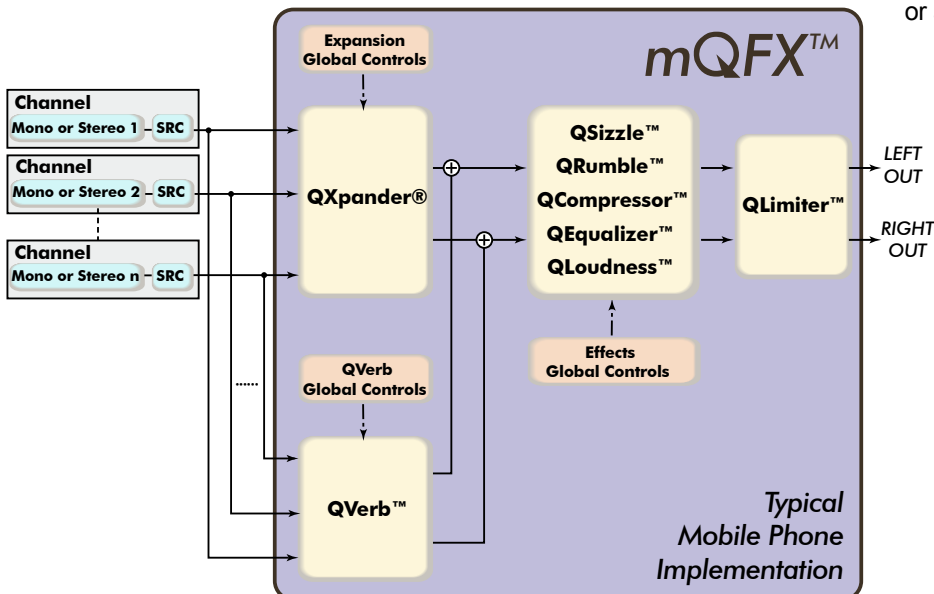 or
mQFX™
Expansion
Global Controls
Channel
Mono or Stereo 1
SRC
Channel
Mono or Stereo 2
SRC
Channel
Mono or Stereo n
SRC
QXpander®
QSizzle™
QRumble™
QCompressor™
QEqualizer™
QLoudness™
QLimiter™
LEFT
OUT
RIGHT
OUT
Effects
Global Controls
QVerb
Global Controls
QVerb™
Typical
Mobile Phone
Implementation